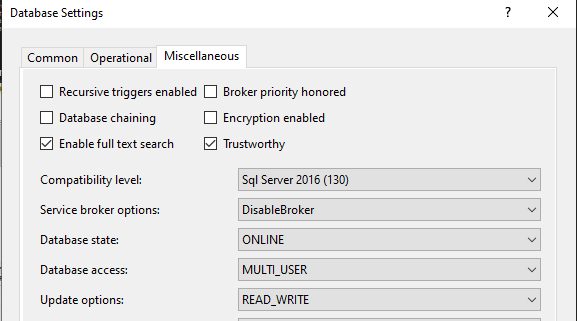 Database Settings ?
Common Operational Miscellaneous
Recursive triggers enabled Broker priority honored
Database chaining Encryption enabled
Enable full text search Trustworthy
Compatibility level: Sql Server 2016 (130)
Service broker options: DisableBroker
Database state: ONLINE
Database access: MULTI_USER
Update options: READ_WRITE